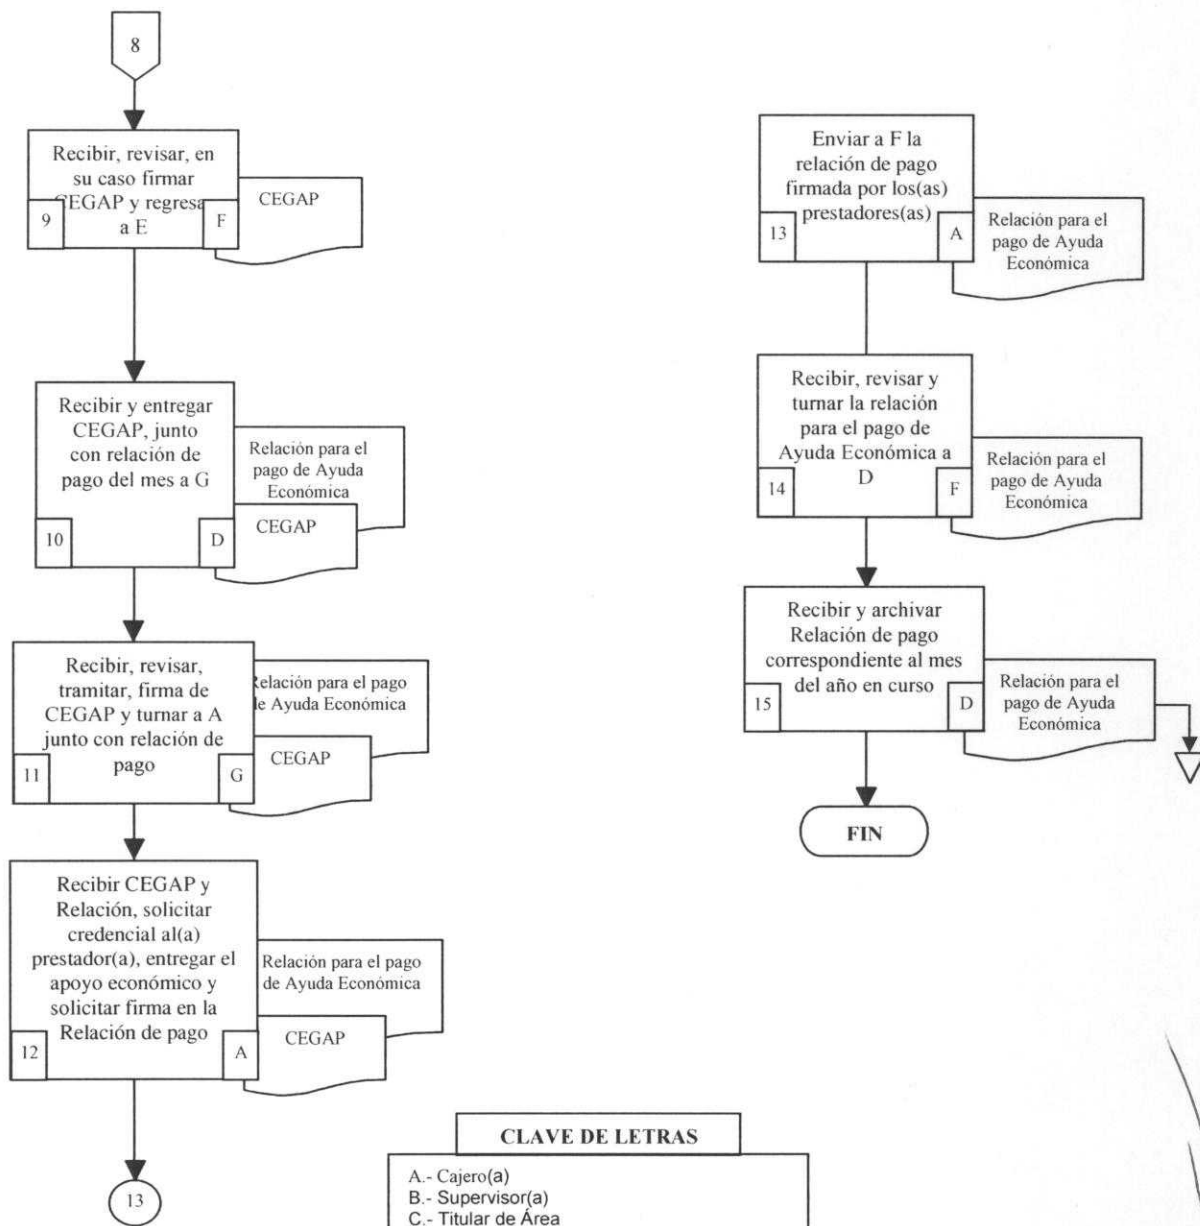 8
Recibir, revisar, en
su caso firmar
CEGAP y regresa
a E
9
F
CEGAP
Recibir y entregar
CEGAP, junto
con relación de
pago del mes a G
10
D
Relación para el
pago de Ayuda
Económica
CEGAP
Recibir, revisar,
tramitar, firma de
CEGAP y turnar a A
junto con relación de
pago
11
G
Relación para el pago
de Ayuda Económica
CEGAP
Recibir CEGAP y
Relación, solicitar
credencial al(a)
prestador(a), entregar el
apoyo económico y
solicitar firma en la
Relación de pago
12
A
Relación para el pago
de Ayuda Económica
CEGAP
13
Enviar a F la
relación de pago
firmada por los(as)
prestadores(as)
13
A
Relación para el
pago de Ayuda
Económica
Recibir, revisar y
turnar la relación
para el pago de
Ayuda Económica a
D
14
F
Relación para el
pago de Ayuda
Económica
Recibir y archivar
Relación de pago
correspondiente al mes
del año en curso
15
D
Relación para el
pago de Ayuda
Económica
FIN
CLAVE DE LETRAS
A.- Cajero(a)
B.- Supervisor(a)
C.- Titular de Área